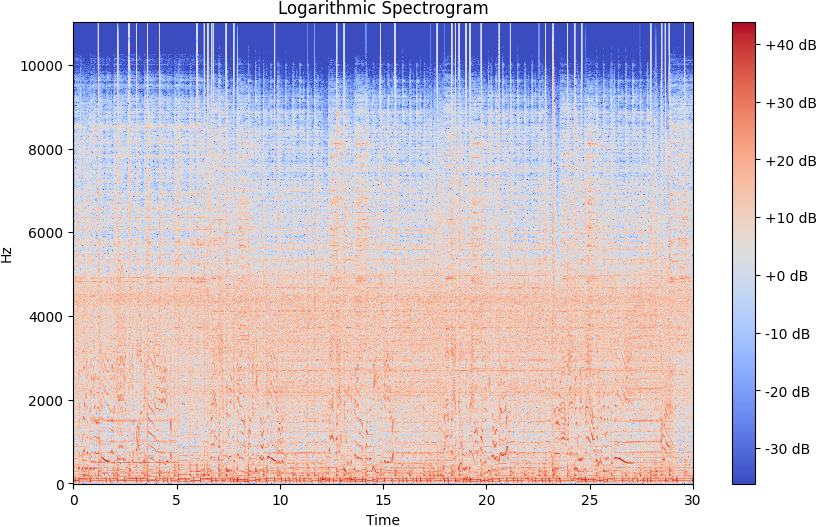 Logarithmic Spectrogram
Hz
10000
8000
6000
4000
2000
0
0 5 10 15 20 25 30
Time
+40 dB
+30 dB
+20 dB
+10 dB
+0 dB
-10 dB
-20 dB
-30 dB